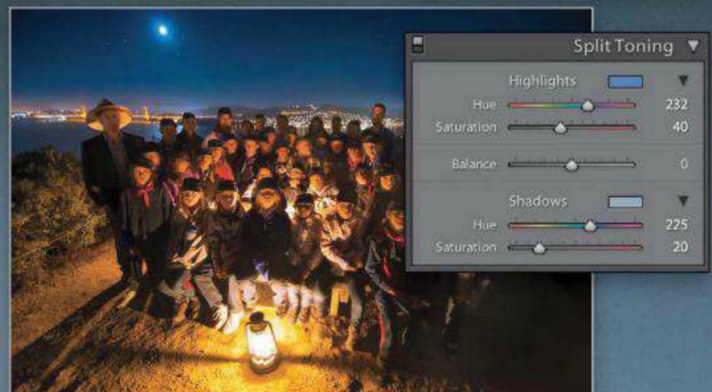 Split Toning
Highlights
Hue 232
Saturation 40
Balance 0
Shadows
Hue 225
Saturation 20